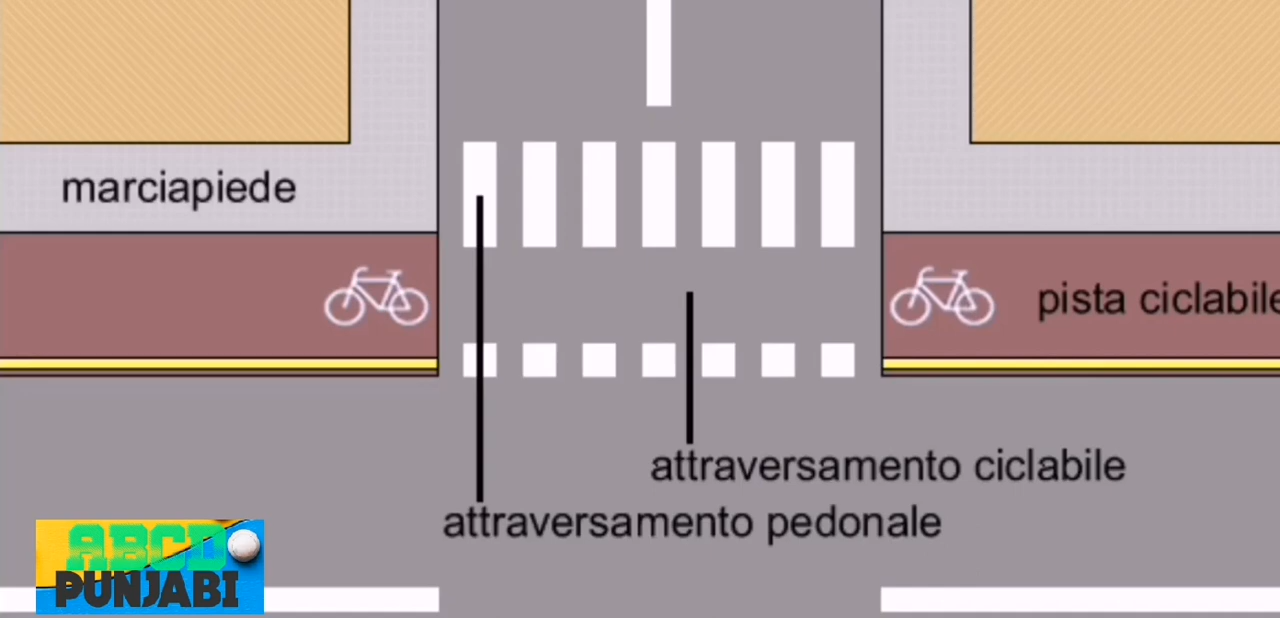 marciapiede
pista ciclabile
attraversamento ciclabile
attraversamento pedonale
ABCD
PUNJABI